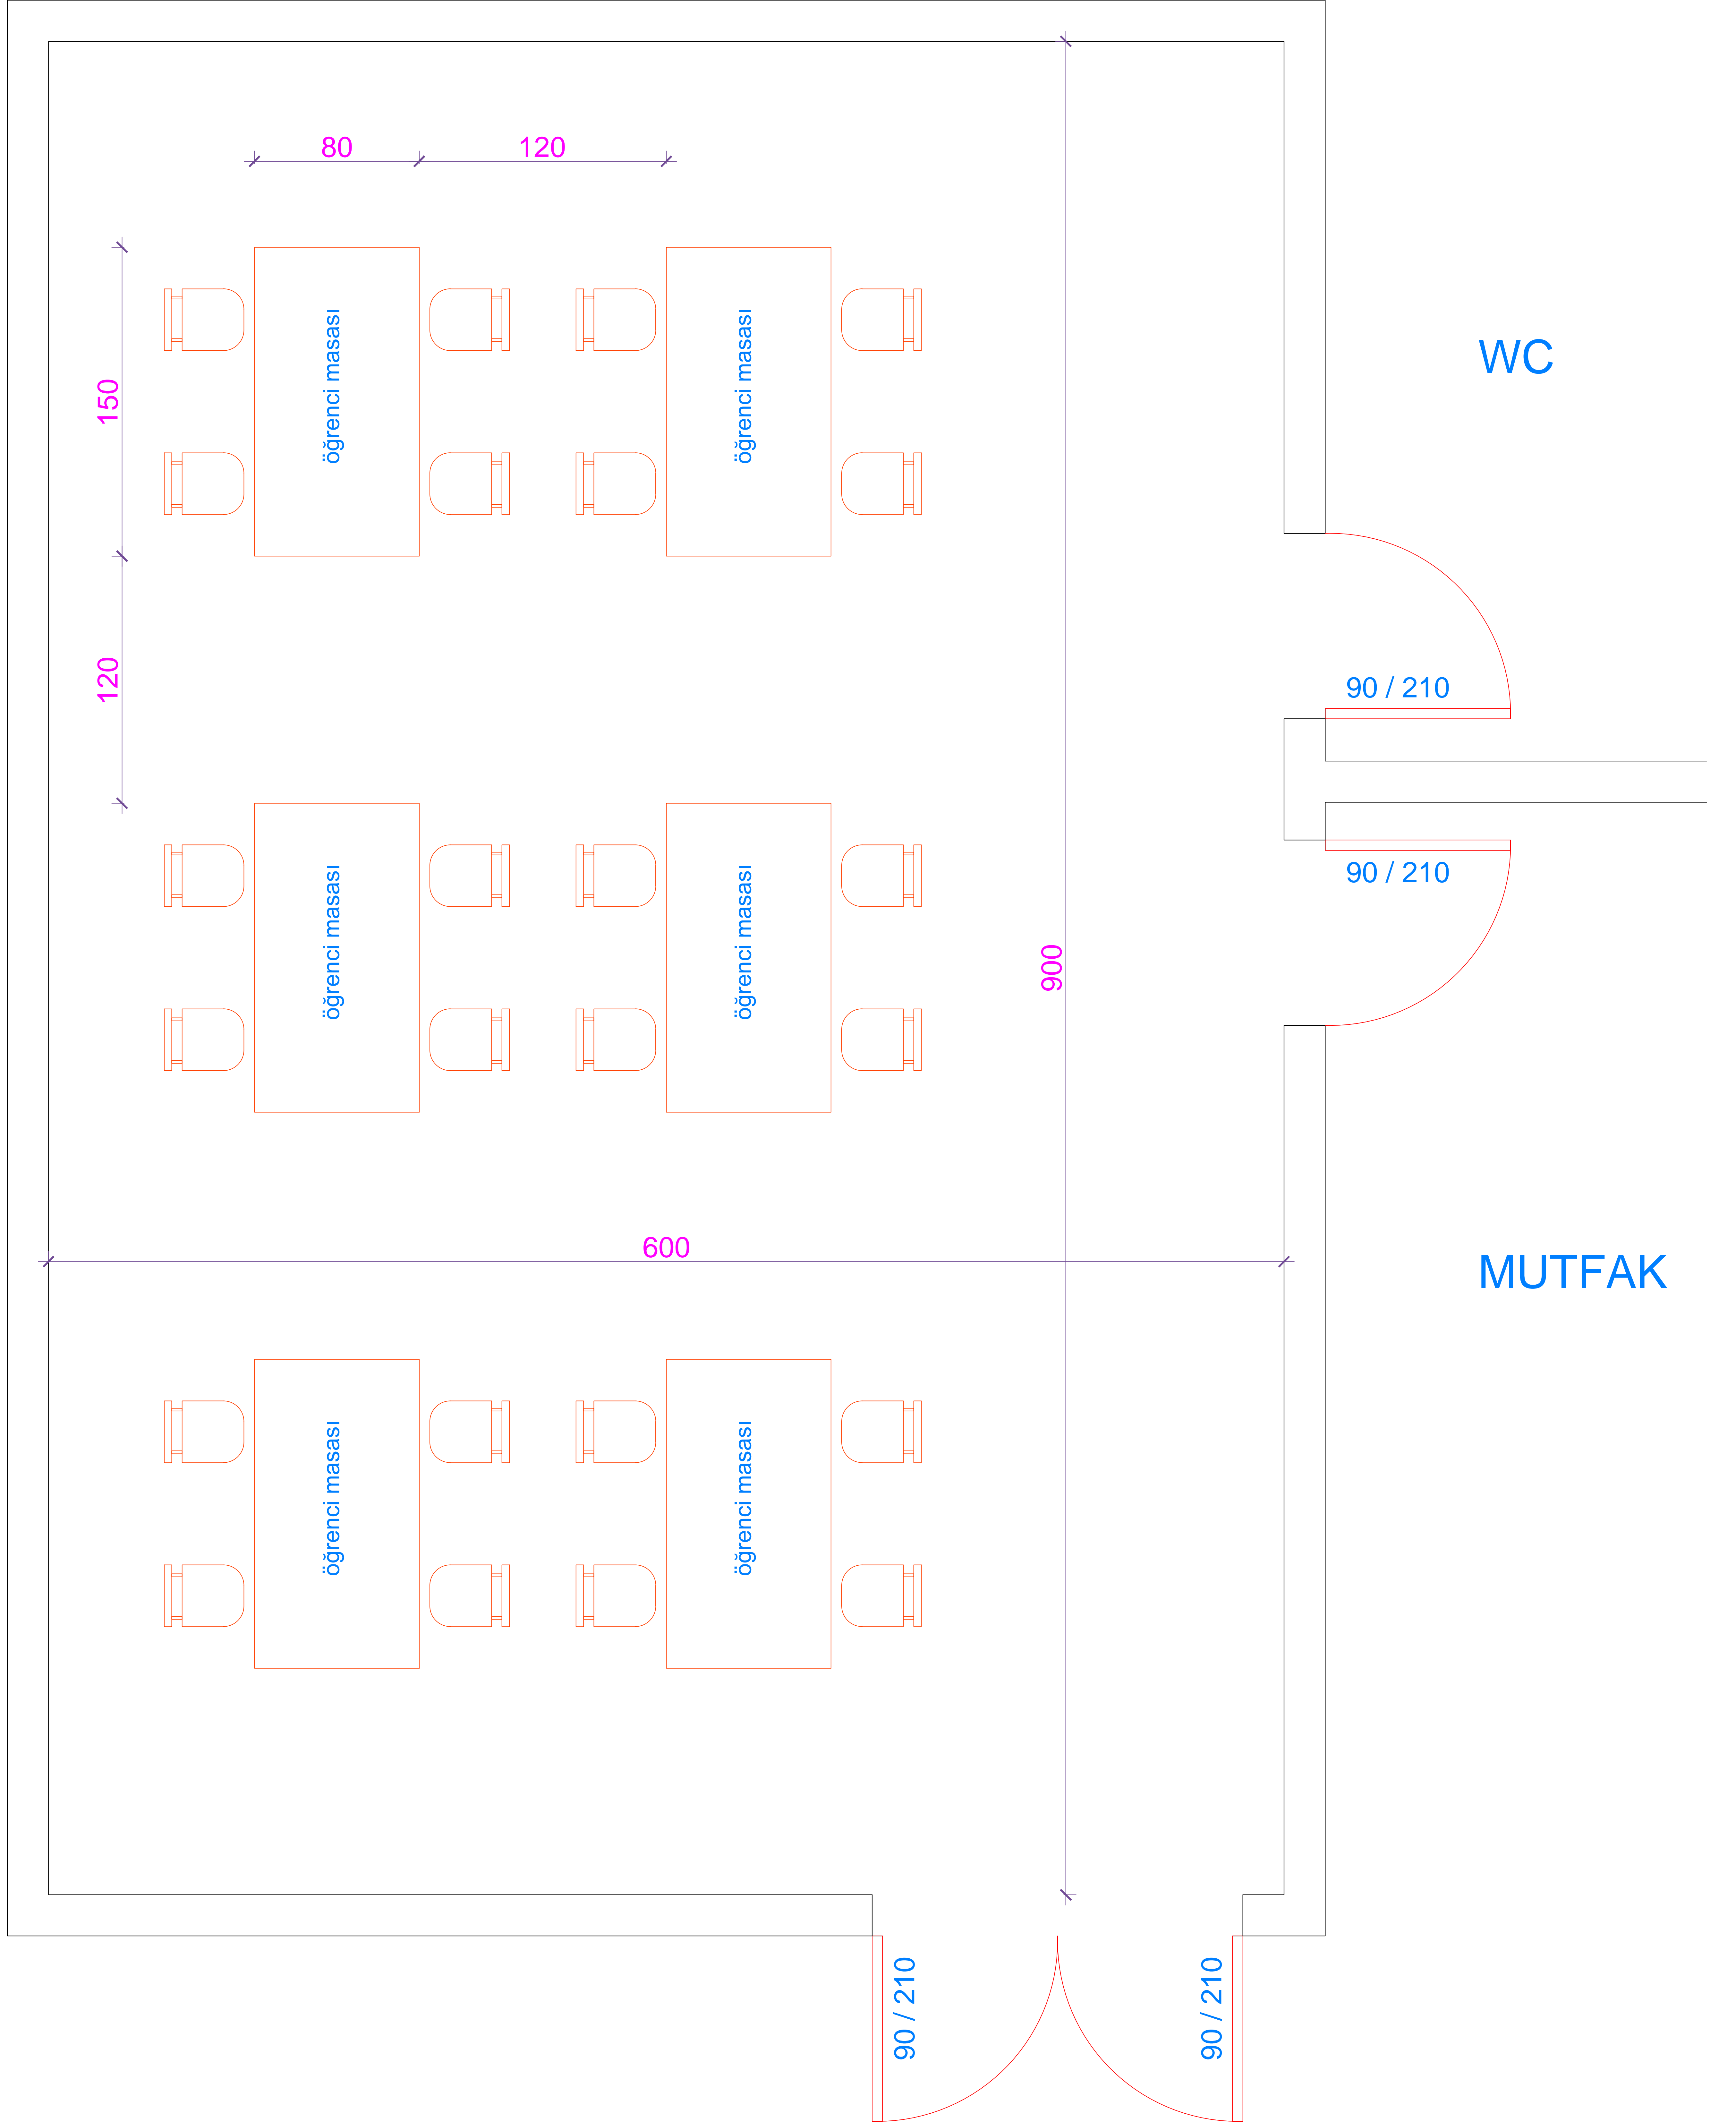 80
120
150
öğrenci masası
öğrenci masası
WC
120
90 / 210
90 / 210
öğrenci masası
öğrenci masası
900
600
MUTFAK
öğrenci masası
öğrenci masası
90 / 210
90 / 210